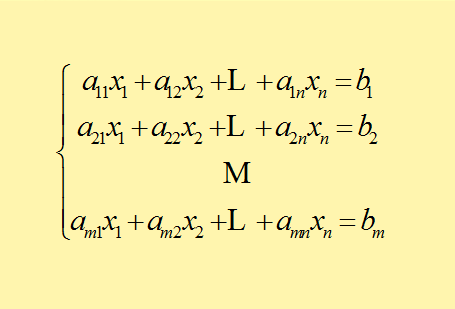 a₁₁x₁ + a₁₂x₂ + L + a₁ₙxₙ = b₁
a₂₁x₁ + a₂₂x₂ + L + a₂ₙxₙ = b₂
M
aₘ₁x₁ + aₘ₂x₂ + L + aₘₙxₙ = bₘ